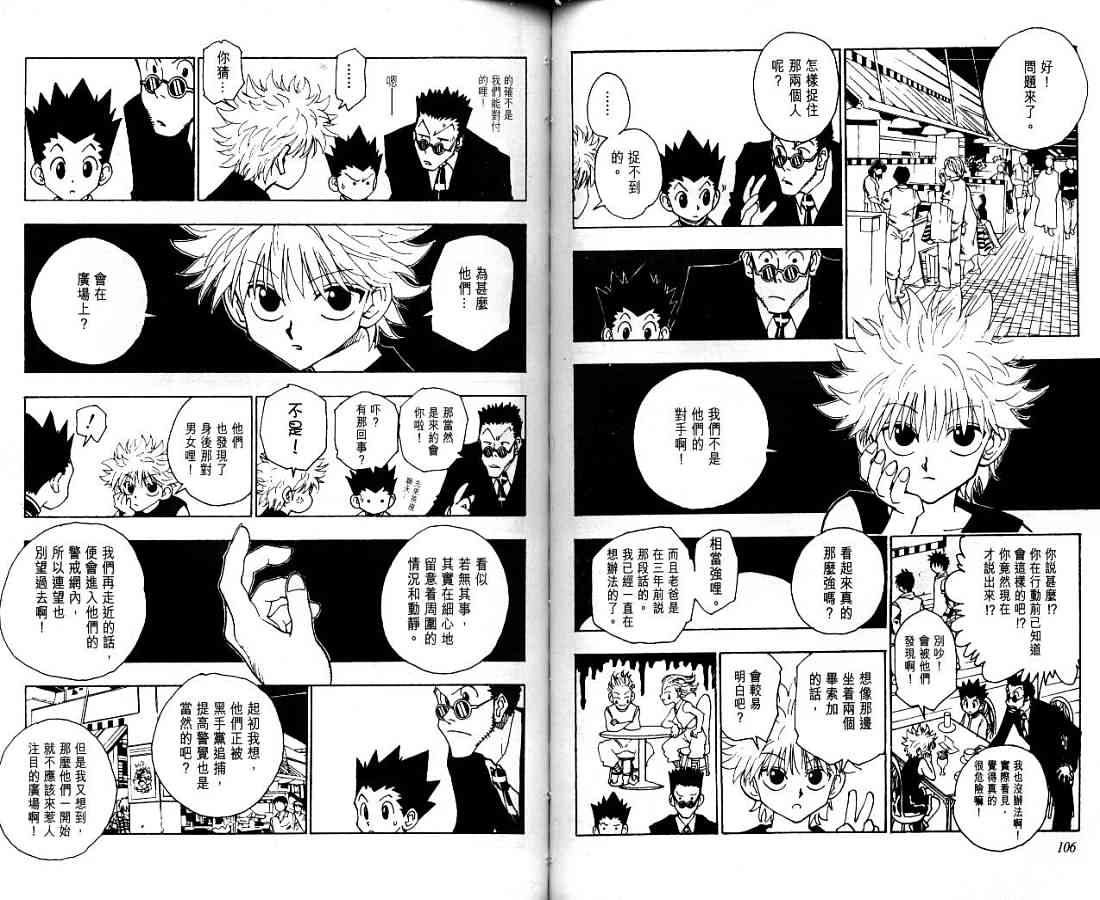 好！
問題來了。
怎樣捉住
那兩個人
呢？
……
捉不到
的。
我們不是
他們的
對手啊！
你說甚麼!?
你在行動前已知道
會這樣的吧!?
你竟然現在
才說出來!?
別吵！
會被他們
發現啊！
我也沒辦法啊！
實際看見，
覺得真的
很危險嘛！
看起來真的
那麼強嗎？
相當強哩。
而且老爸是
在三年前說
那段話的。
我已經一直在
想辦法的了。
想像那邊
坐着兩個
畢索加
的話，
會較易
明白吧？
106
的確不是
我們能對付
的哩！
嗯
……
你猜…
為甚麼
他們…
會在
廣場上？
那當然
是來約會
你啦！
吓？
有那回事？
不是！
他們
也發現了
身後那對
男女哩！
！
看似
若無其事，
其實在細心地
留意着周圍的
情況和動靜。
我們再走近的話，
便會進入他們的
警戒網內，
所以連望也
別望過去啊！
起初我想，
他們正被
黑手黨追捕，
提高警覺也是
當然的吧？
但是我又想到，
那麼他們一開始
就不應該來惹人
注目的廣場啊！